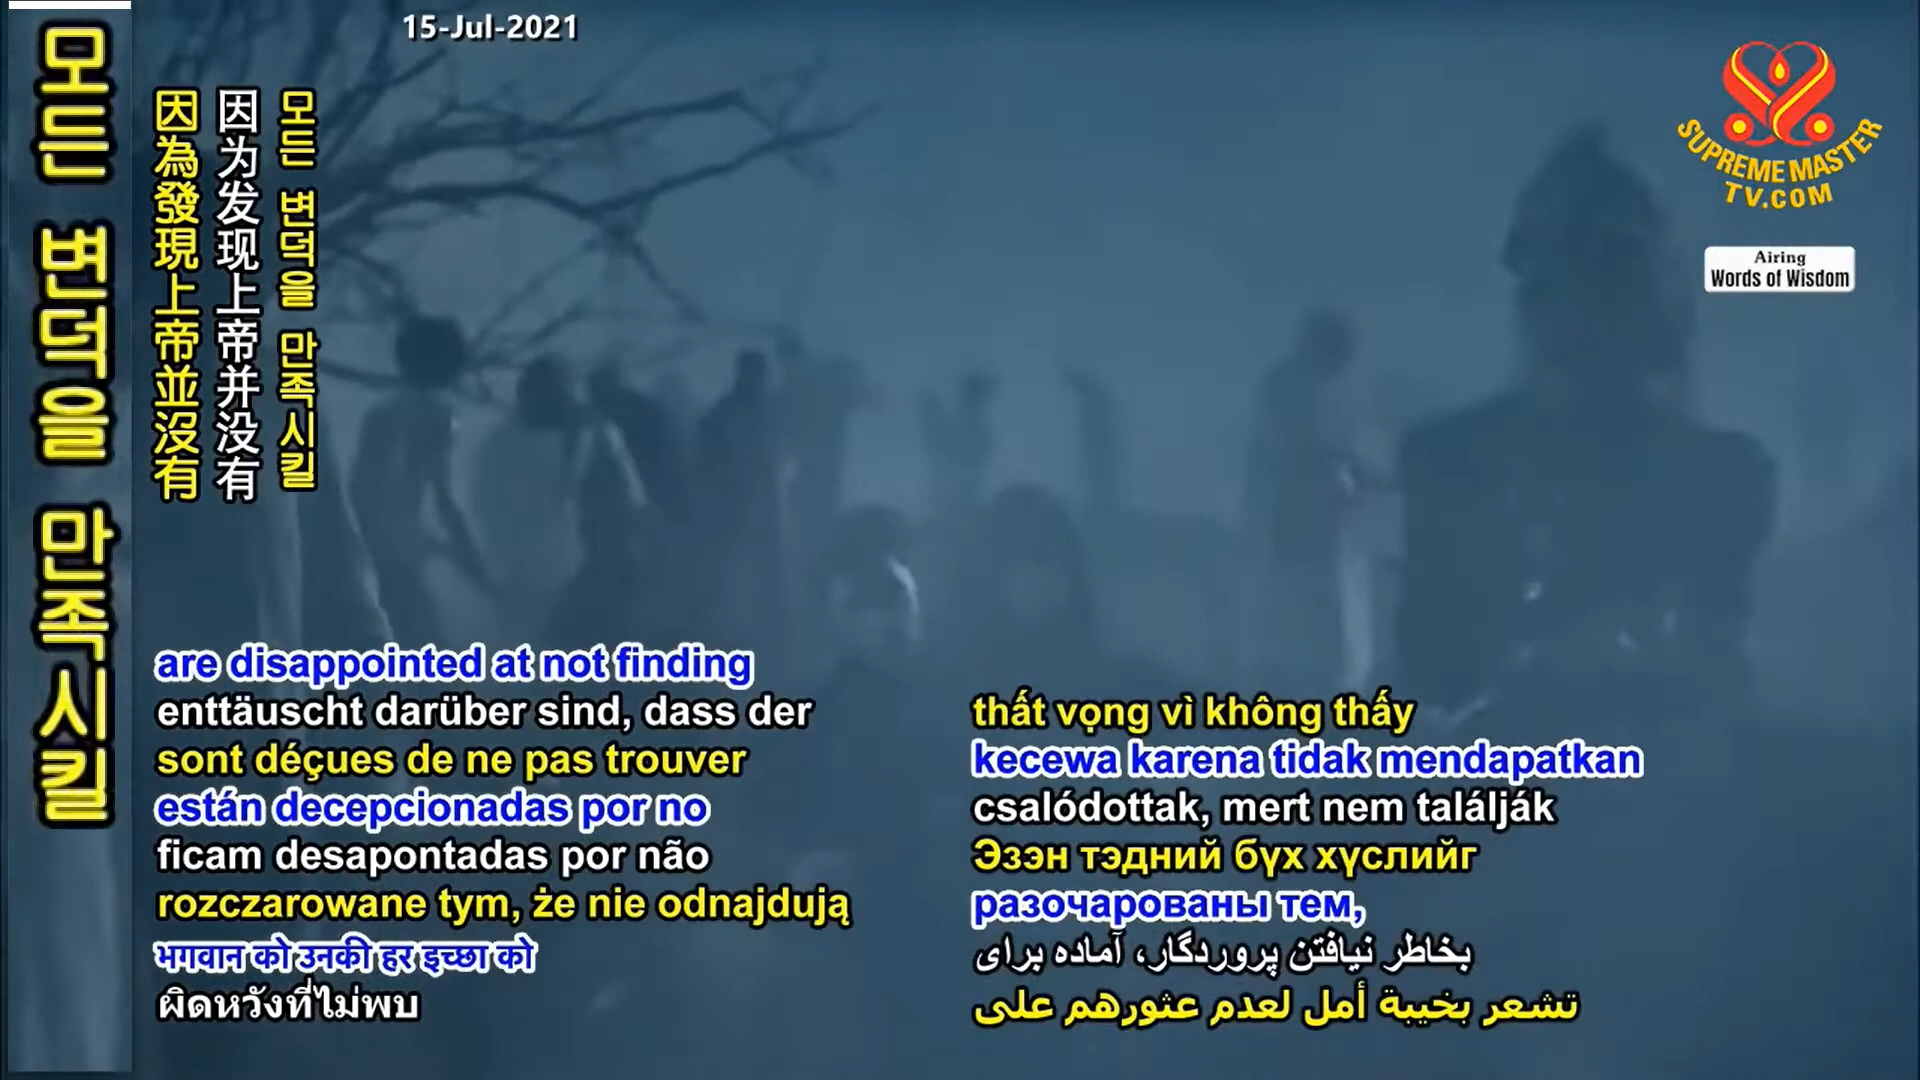 15-Jul-2021
모든 변덕을 만족시킬
因為發現上帝並沒有
因为发现上帝并没有
모든 변덕을 만족시킬
SUPREME MASTER
TV.COM
Airing
Words of Wisdom
are disappointed at not finding
enttäuscht darüber sind, dass der
sont déçues de ne pas trouver
están decepcionadas por no
ficam desapontadas por não
rozczarowane tym, że nie odnajdują
भगवान को उनकी हर इच्छा को
ผิดหวังที่ไม่พบ
thất vọng vì không thấy
kecewa karena tidak mendapatkan
csalódottak, mert nem találják
Эзэн тэдний бүх хүслийг
разочарованы тем,
بخاطر نیافتن پروردگار، آماده برای
تشعر بخيبة أمل لعدم عثورهم على